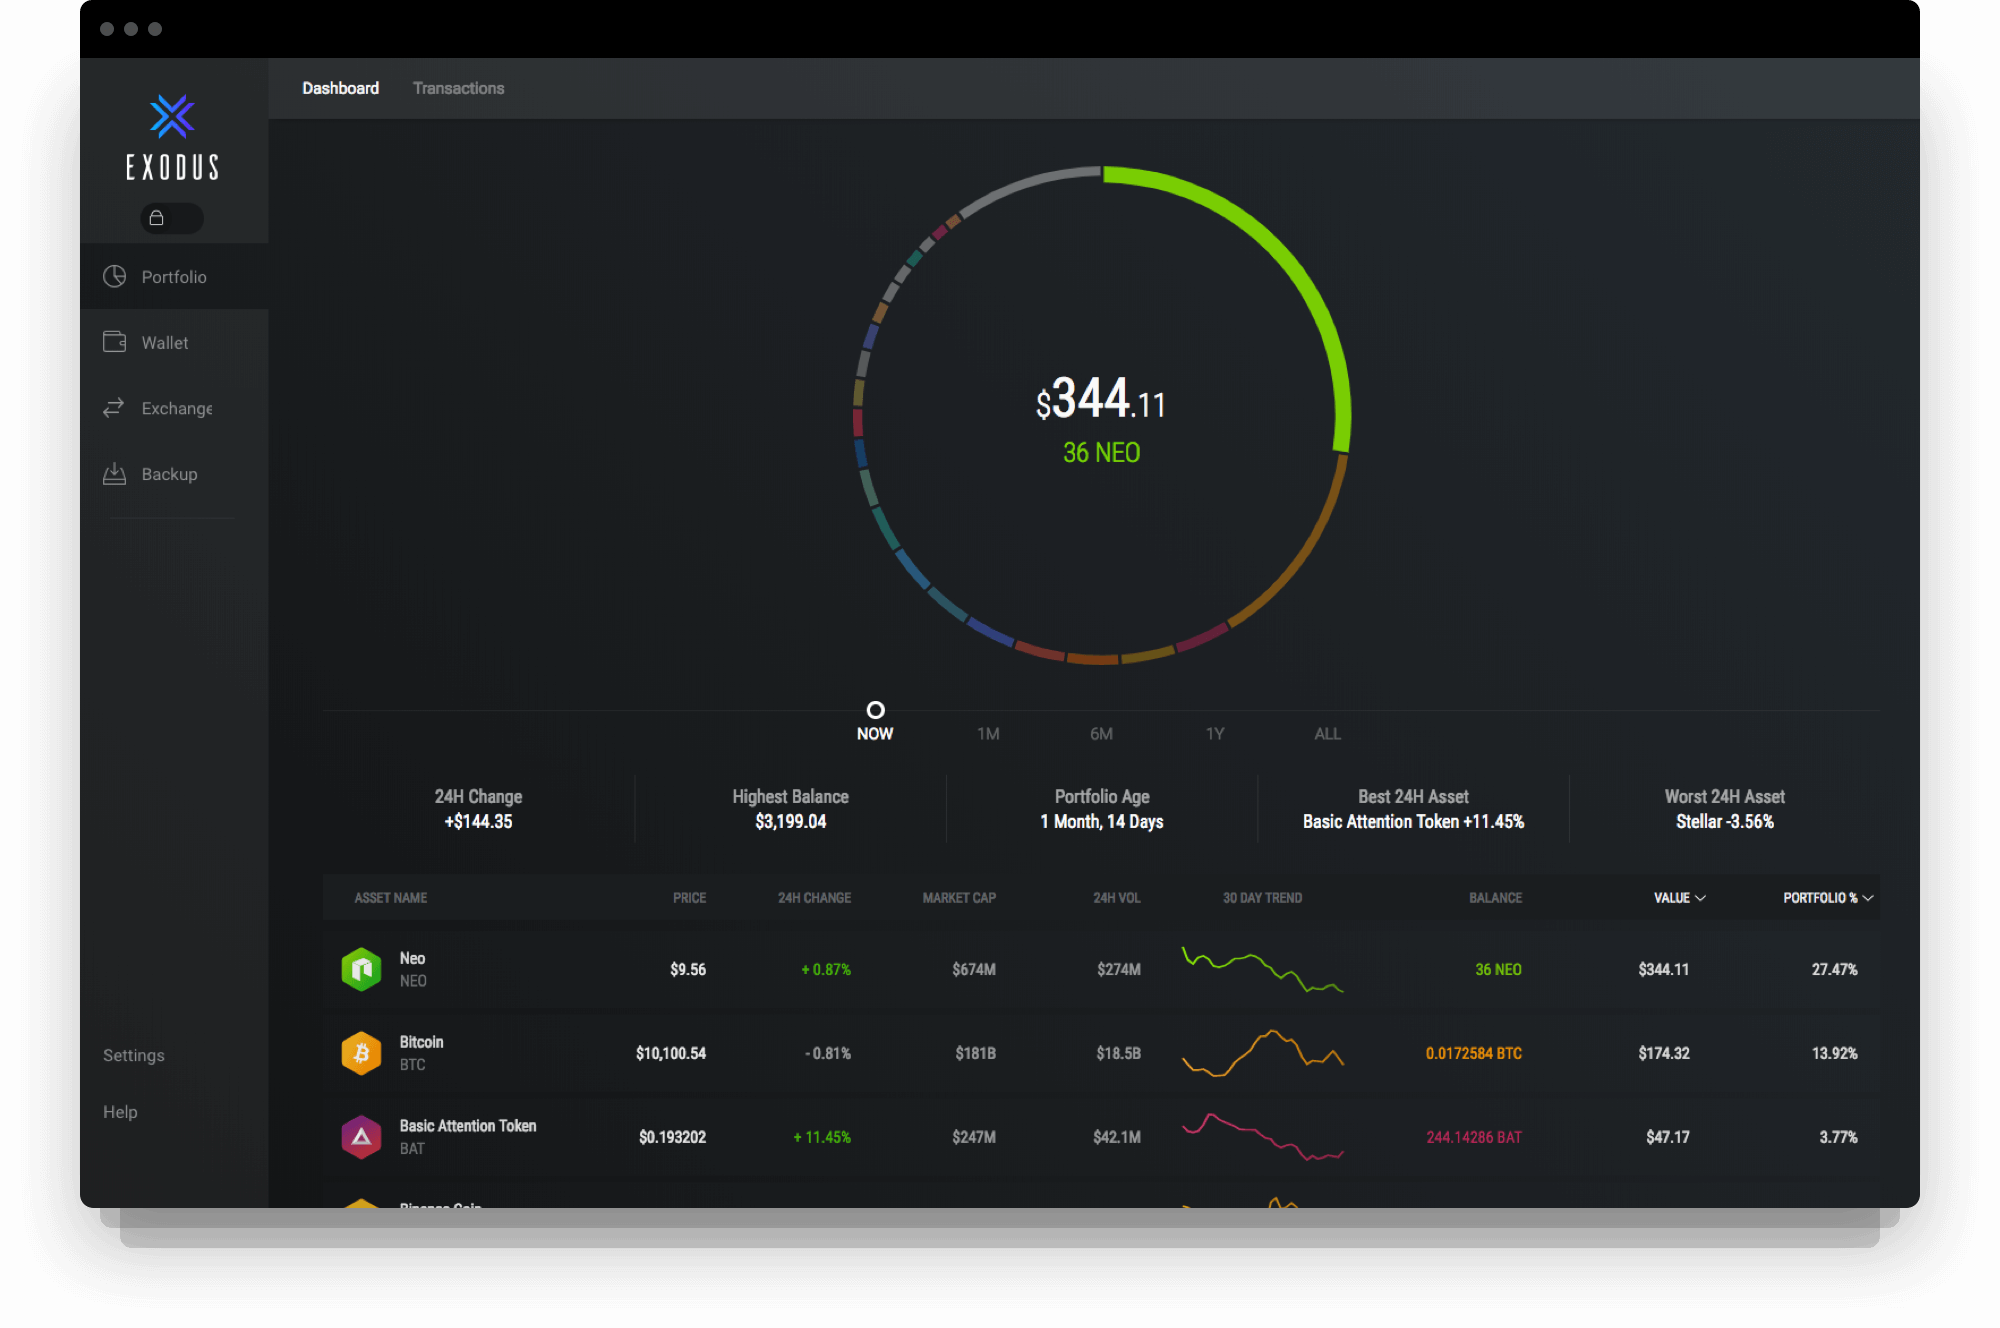 Dashboard Transactions
EXODUS
Portfolio
Wallet
Exchange
Backup
Settings
Help
$344.11
36 NEO
NOW 1M 6M 1Y ALL
24H Change Highest Balance Portfolio Age Best 24H Asset Worst 24H Asset
+$144.35 $3,199.04 1 Month, 14 Days Basic Attention Token +11.45% Stellar -3.56%
ASSET NAME PRICE 24H CHANGE MARKET CAP 24H VOL 30 DAY TREND BALANCE VALUE PORTFOLIO %
Neo
NEO
$9.56 + 0.87% $674M $274M 36 NEO $344.11 27.47%
Bitcoin
BTC
$10,100.54 - 0.81% $181B $18.5B 0.0172584 BTC $174.32 13.92%
Basic Attention Token
BAT
$0.193202 + 11.45% $247M $42.1M 244.14286 BAT $47.17 3.77%